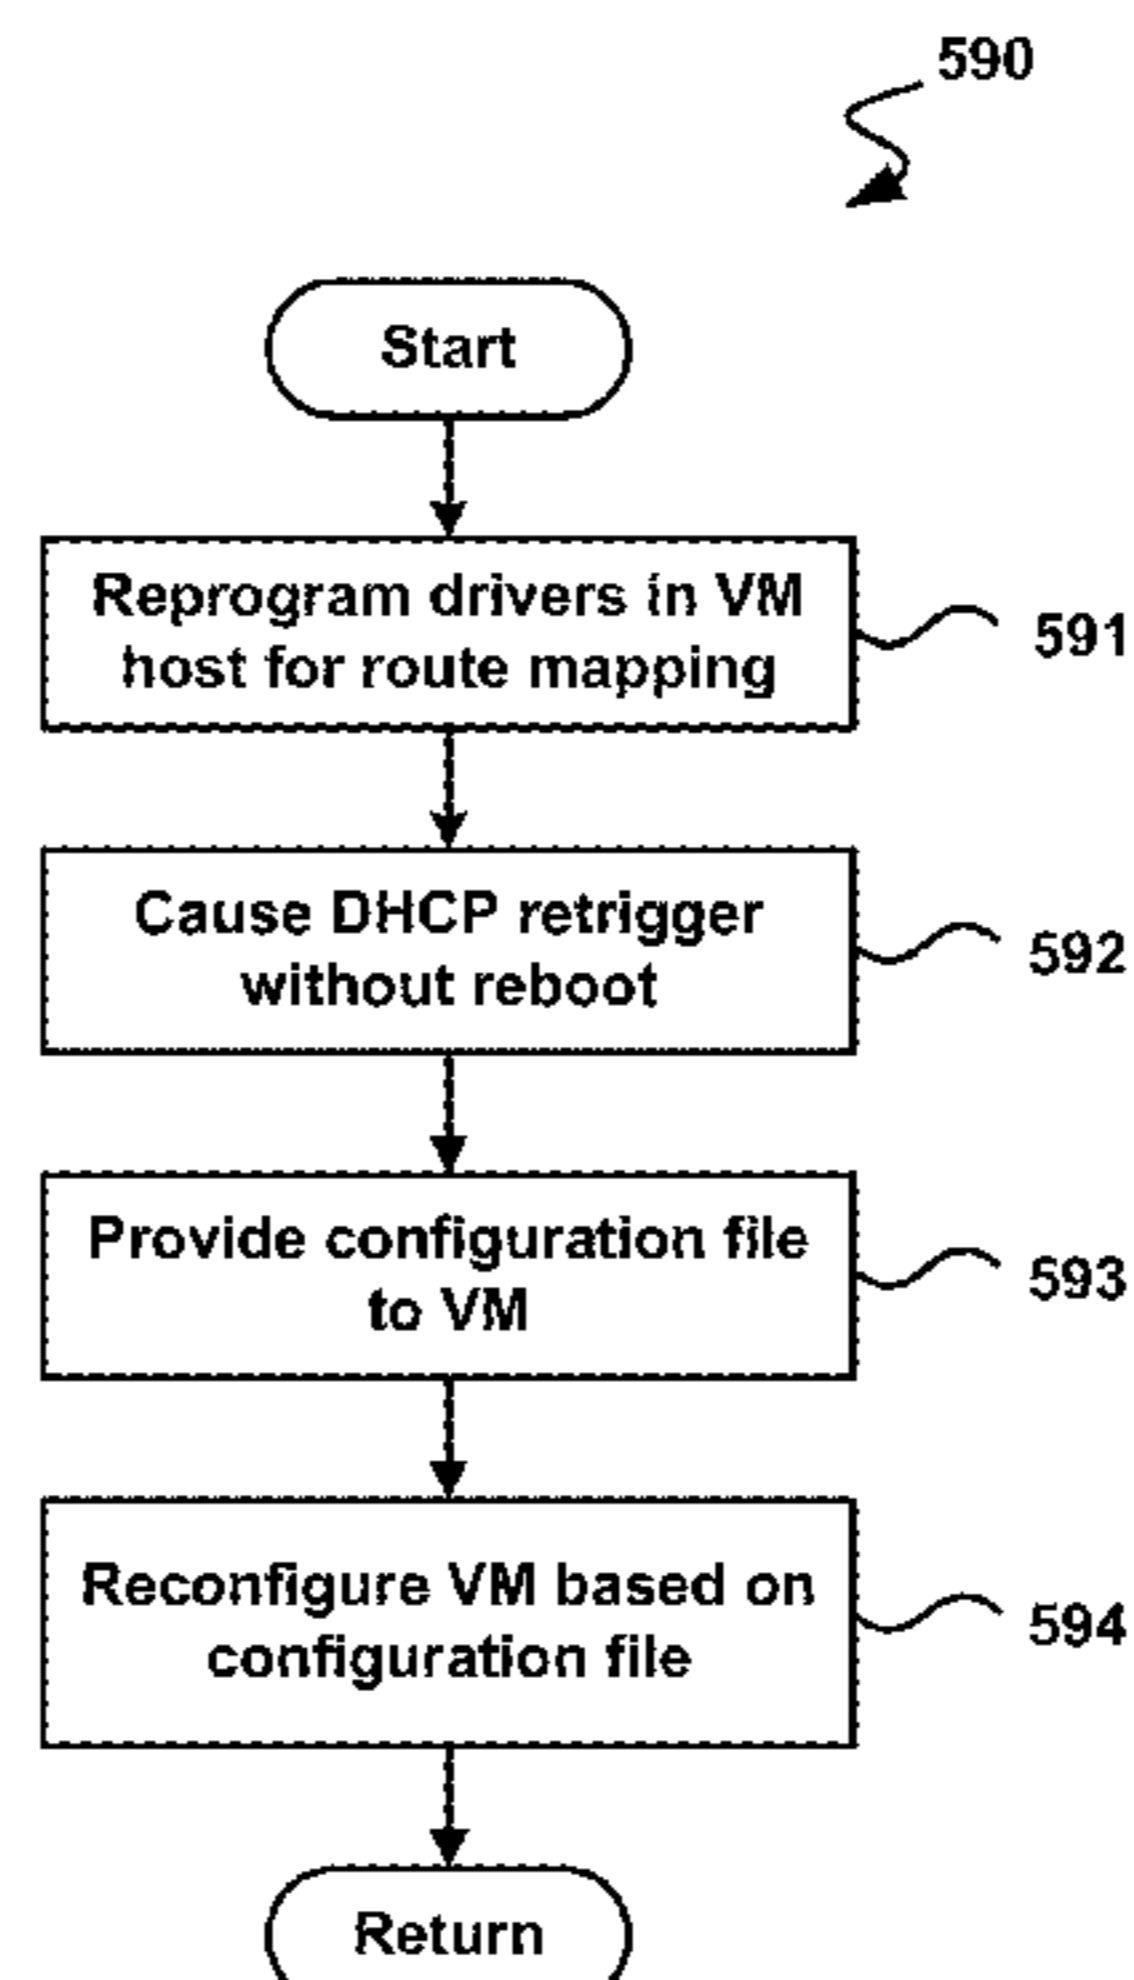 590
Start
Reprogram drivers in VM
host for route mapping
591
Cause DHCP retrigger
without reboot
592
Provide configuration file
to VM
593
Reconfigure VM based on
configuration file
594
Return